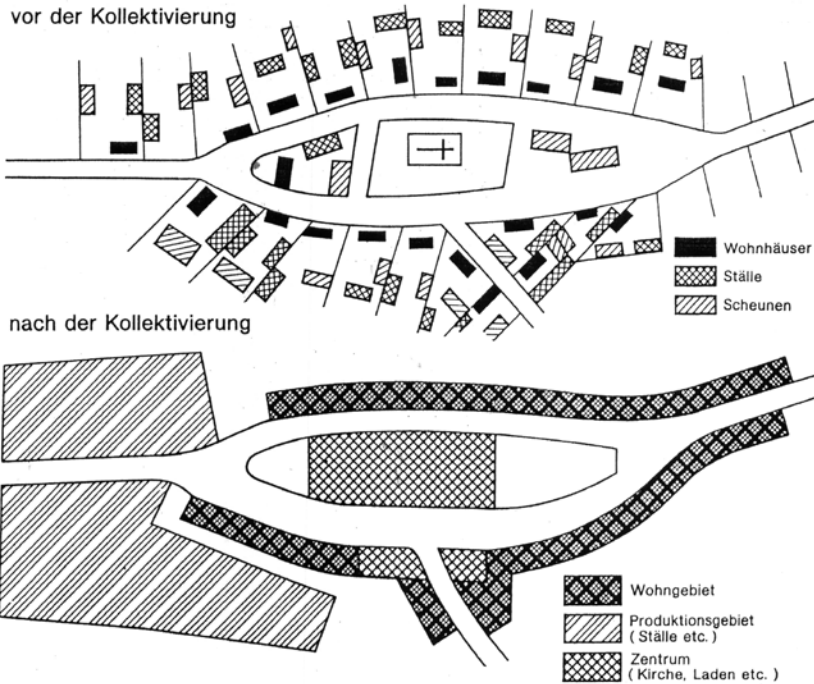 vor der Kollektivierung
Wohnhäuser
Ställe
Scheunen
nach der Kollektivierung
Wohngebiet
Produktionsgebiet
(Ställe etc.)
Zentrum
(Kirche, Laden etc.)